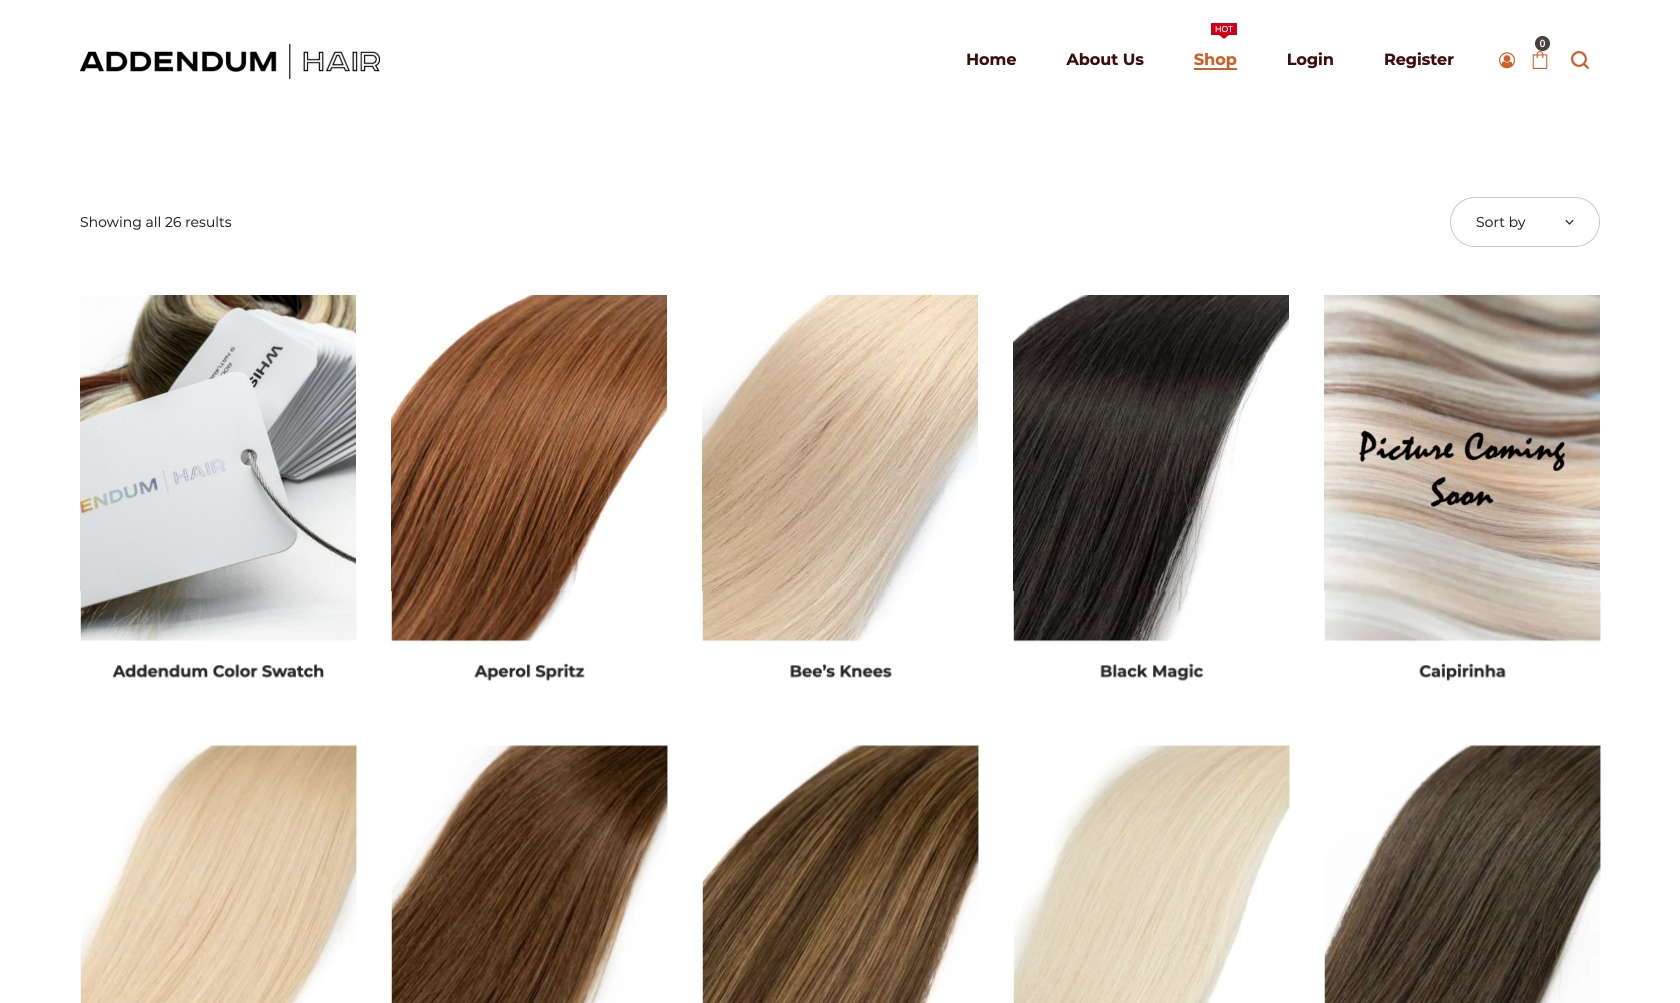 ADDENDUM | HAIR
HOT
Home
About Us
Shop
Login
Register
0
Showing all 26 results
Sort by
WHIS
ENDUM | HAIR
Picture Coming
Soon
Addendum Color Swatch
Aperol Spritz
Bee’s Knees
Black Magic
Caipirinha